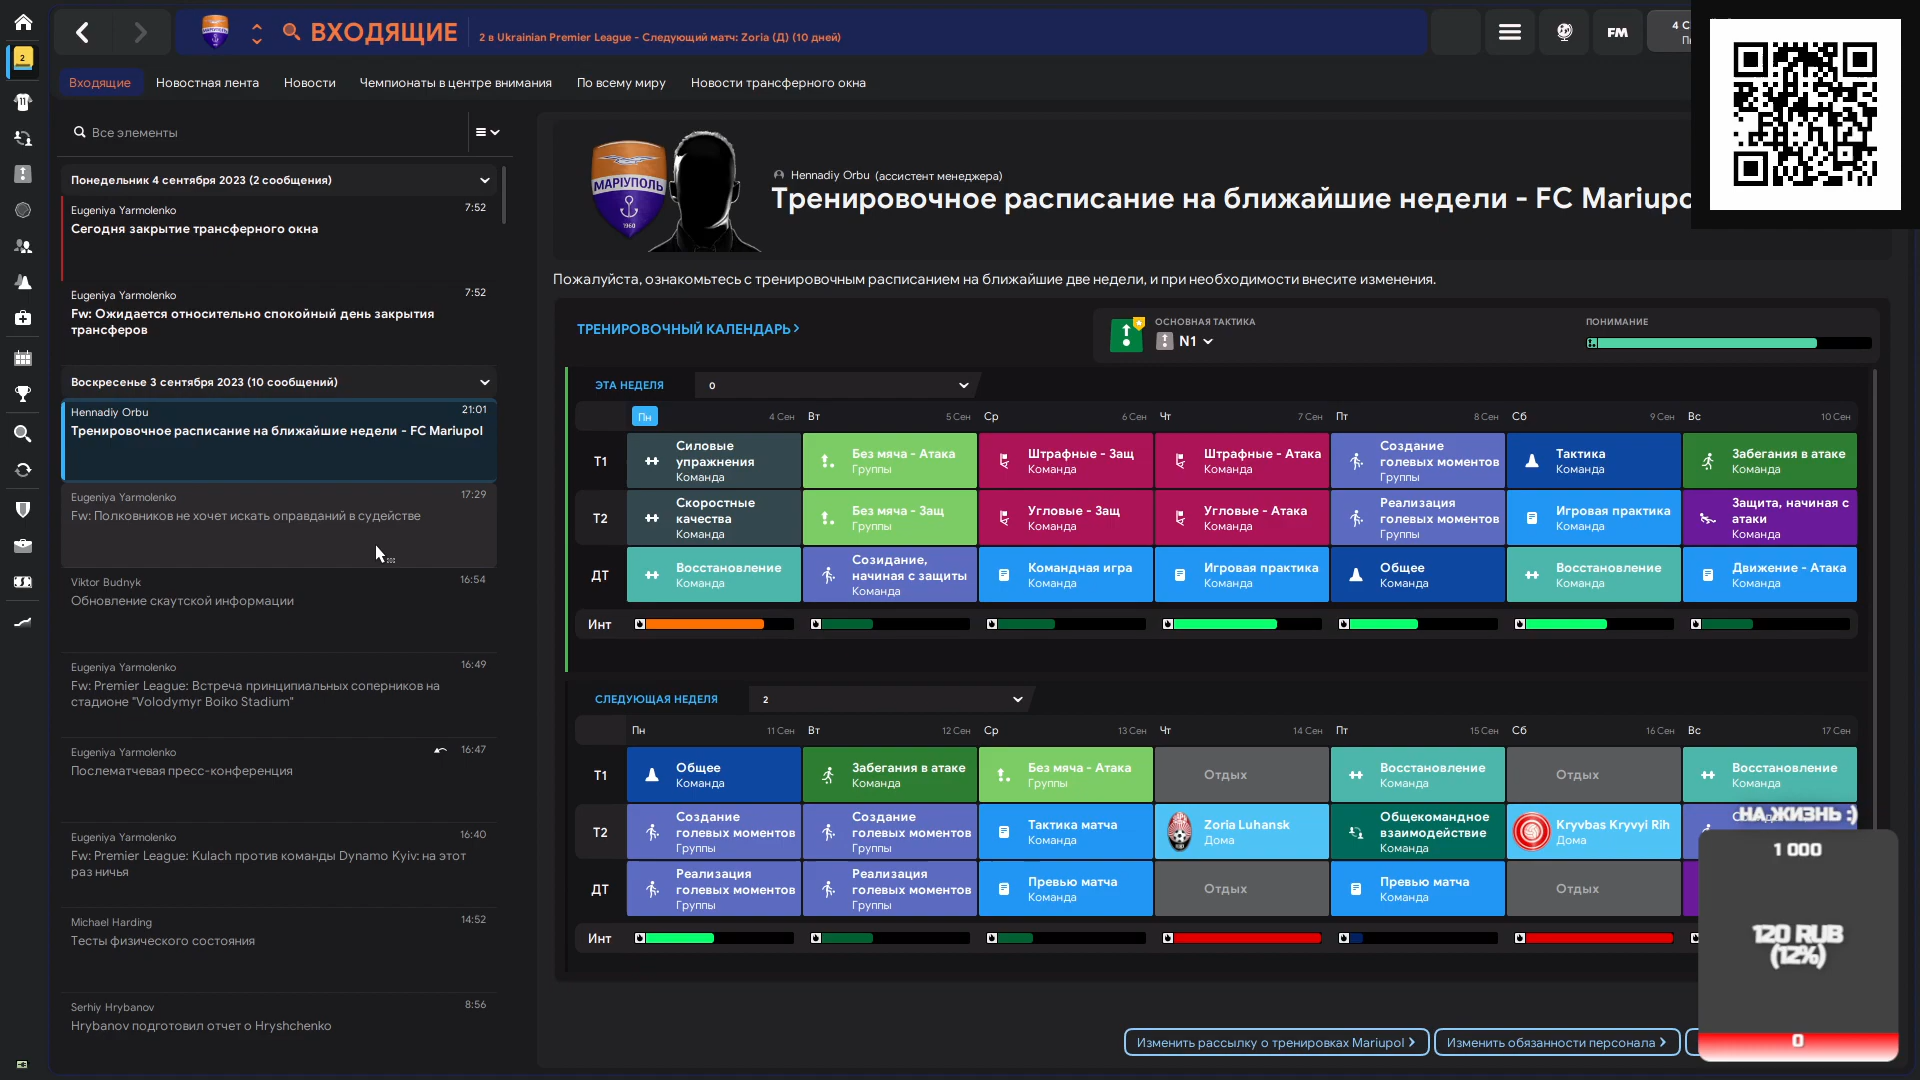 2
ВХОДЯЩИЕ
2 в Ukrainian Premier League - Следующий матч: Zoria (Д) (10 дней)
FM
Входящие
Новостная лента
Новости
Чемпионаты в центре внимания
По всему миру
Новости трансферного окна
Все элементы
Понедельник 4 сентября 2023 (2 сообщения)
Eugeniya Yarmolenko 7:52
Сегодня закрытие трансферного окна
Eugeniya Yarmolenko 7:52
Fw: Ожидается относительно спокойный день закрытия
трансферов
Воскресенье 3 сентября 2023 (10 сообщений)
Hennadiy Orbu 21:01
Тренировочное расписание на ближайшие недели - FC Mariupol
Eugeniya Yarmolenko 17:29
Fw: Полковников не хочет искать оправданий в судействе
Viktor Budnyk 16:54
Обновление скаутской информации
Eugeniya Yarmolenko 16:49
Fw: Premier League: Встреча принципиальных соперников на
стадионе "Volodymyr Boiko Stadium"
Eugeniya Yarmolenko 16:47
Послематчевая пресс-конференция
Eugeniya Yarmolenko 16:40
Fw: Premier League: Kulach против команды Dynamo Kyiv: на этот
раз ничья
Michael Harding 14:52
Тесты физического состояния
Serhiy Hrybanov 8:56
Hrybanov подготовил отчет о Hryshchenko
МАРІУПОЛЬ
1960
Hennadiy Orbu (ассистент менеджера)
Тренировочное расписание на ближайшие недели - FC Mariupo
Пожалуйста, ознакомьтесь с тренировочным расписанием на ближайшие две недели, и при необходимости внесите изменения.
ТРЕНИРОВОЧНЫЙ КАЛЕНДАРЬ
ОСНОВНАЯ ТАКТИКА
N1
ПОНИМАНИЕ
ЭТА НЕДЕЛЯ 0
Пн 4 Сен Вт 5 Сен Ср 6 Сен Чт 7 Сен Пт 8 Сен Сб 9 Сен Вс 10 Сен
T1
Силовые упражнения Команда
Без мяча - Атака Группы
Штрафные - Защ Команда
Штрафные - Атака Команда
Создание голевых моментов Группы
Тактика Команда
Забегания в атаке Команда
T2
Скоростные качества Команда
Без мяча - Защ Группы
Угловые - Защ Команда
Угловые - Атака Команда
Реализация голевых моментов Группы
Игровая практика Команда
Защита, начиная с атаки Команда
ДТ
Восстановление Команда
Созидание, начиная с защиты Команда
Командная игра Команда
Игровая практика Команда
Общее Команда
Восстановление Команда
Движение - Атака Команда
Инт
СЛЕДУЮЩАЯ НЕДЕЛЯ 2
Пн 11 Сен Вт 12 Сен Ср 13 Сен Чт 14 Сен Пт 15 Сен Сб 16 Сен Вс 17 Сен
T1
Общее Команда
Забегания в атаке Команда
Без мяча - Атака Группы
Отдых
Восстановление Команда
Отдых
Восстановление Команда
T2
Создание голевых моментов Группы
Создание голевых моментов Группы
Тактика матча Команда
Zoria Luhansk Дома
Общекомандное взаимодействие Команда
Kryvbas Kryvyi Rih Дома
ДТ
Реализация голевых моментов Группы
Реализация голевых моментов Группы
Превью матча Команда
Отдых
Превью матча Команда
Отдых
Инт
НА ЖИЗНЬ :)
1 000
120 RUB
(12%)
0
Изменить рассылку о тренировках Mariupol
Изменить обязанности персонала